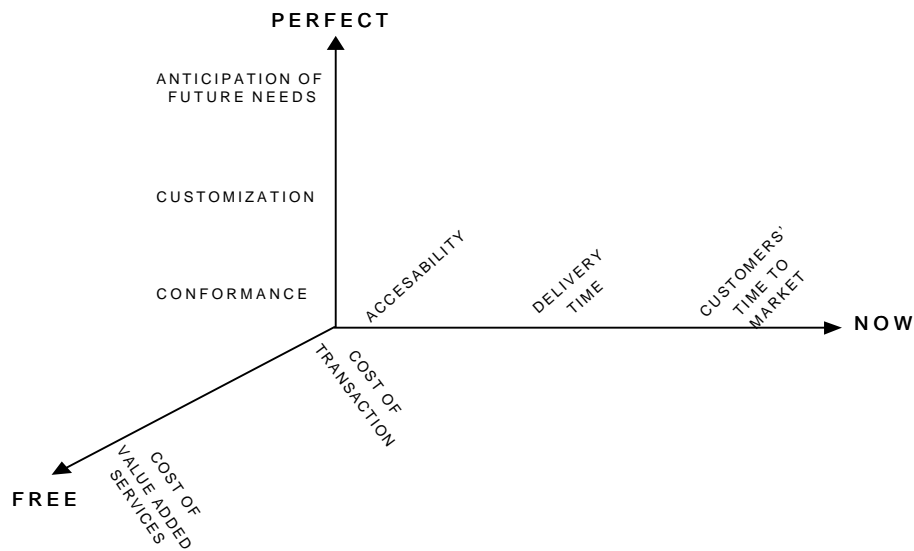 PERFECT
ANTICIPATION OF
FUTURE NEEDS
CUSTOMIZATION
CONFORMANCE
ACCESABILITY
DELIVERY
TIME
CUSTOMERS'
TIME TO
MARKET
NOW
COST OF
TRANSACTION
COST OF
VALUE ADDED
SERVICES
FREE